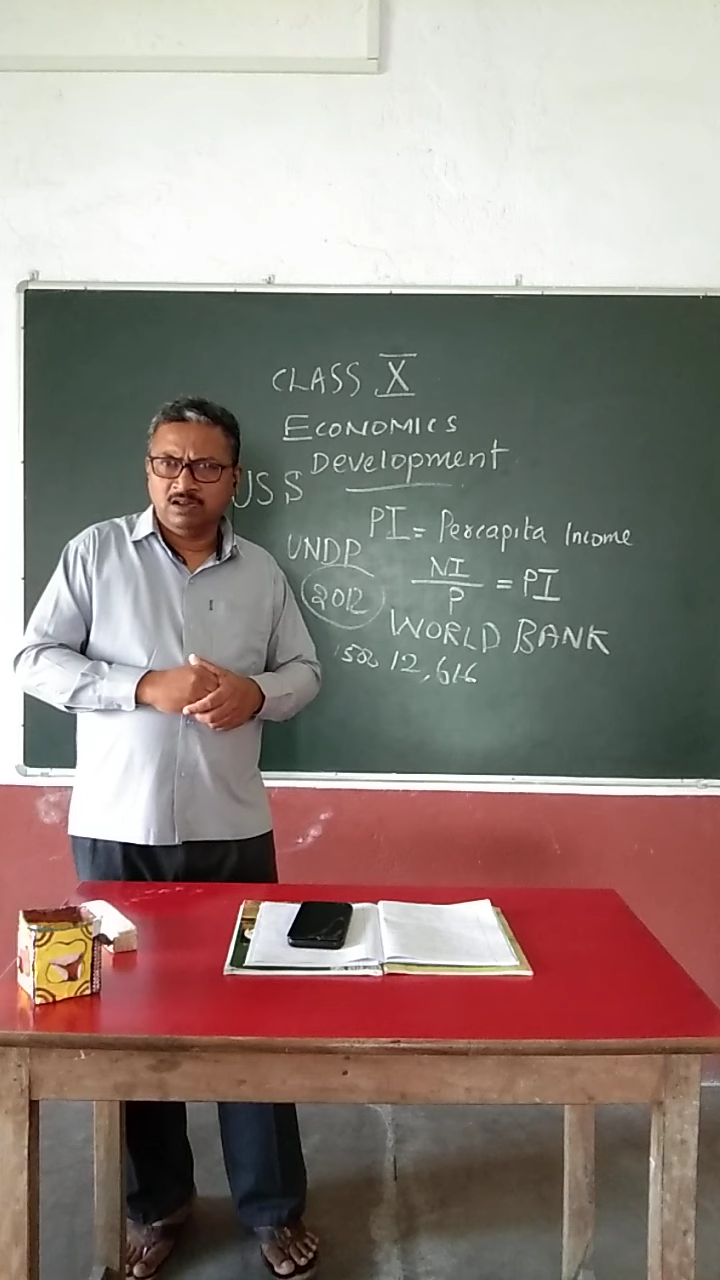 CLASS X
ECONOMICS
Development
US $
PI = Percapita Income
UNDP
NI
P
= PI
2012
WORLD BANK
12,616